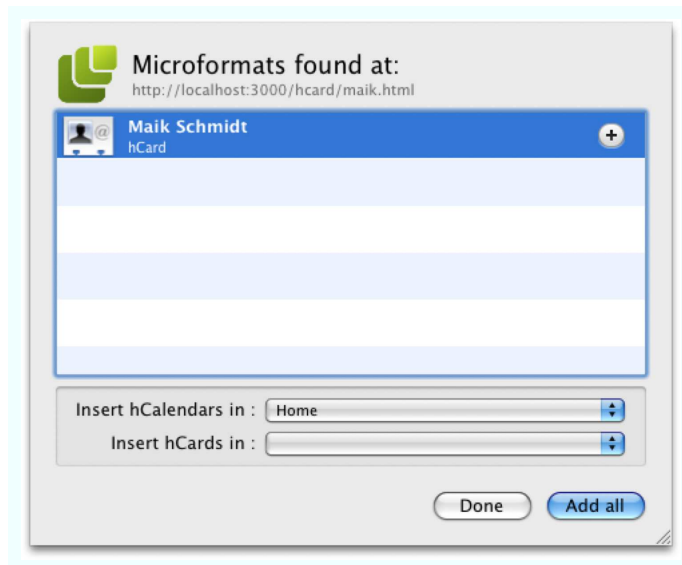 Microformats found at:
http://localhost:3000/hcard/maik.html
@
Maik Schmidt
hCard
Insert hCalendars in : Home
Insert hCards in :
Done Add all